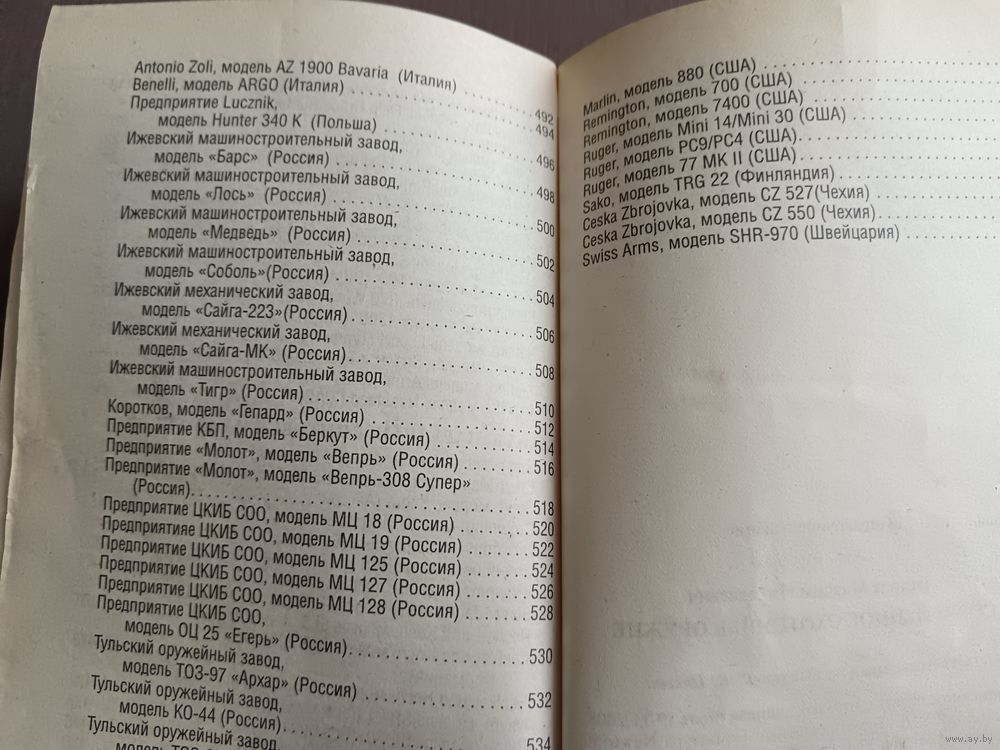 Antonio Zoli, модель AZ 1900 Bavaria (Италия) . . . . . . . . 492
Benelli, модель ARGO (Италия) . . . . . . . . 494
Предприятие Lucznik,
модель Hunter 340 K (Польша) . . . . . . . . 496
Ижевский машиностроительный завод,
модель «Барс» (Россия) . . . . . . . . 498
Ижевский машиностроительный завод,
модель «Лось» (Россия) . . . . . . . . 500
Ижевский машиностроительный завод,
модель «Медведь» (Россия) . . . . . . . . 502
Ижевский машиностроительный завод,
модель «Соболь»(Россия) . . . . . . . . 504
Ижевский механический завод,
модель «Сайга-223»(Россия) . . . . . . . . 506
Ижевский механический завод,
модель «Сайга-МК» (Россия) . . . . . . . . 508
Ижевский машиностроительный завод,
модель «Тигр» (Россия) . . . . . . . . 510
Коротков, модель «Гепард» (Россия) . . . . . . . . 512
Предприятие КБП, модель «Беркут» (Россия) . . . . . . . . 514
Предприятие «Молот», модель «Вепрь» (Россия) . . . . . . . . 516
Предприятие «Молот», модель «Вепрь-308 Супер»
(Россия) . . . . . . . . 518
Предприятие ЦКИБ СОО, модель МЦ 18 (Россия) . . . . . . . . 520
Предприятияе ЦКИБ СОО, модель МЦ 19 (Россия) . . . . . . . . 522
Предприятие ЦКИБ СОО, модель МЦ 125 (Россия) . . . . . . . . 524
Предприятие ЦКИБ СОО, модель МЦ 127 (Россия) . . . . . . . . 526
Предприятие ЦКИБ СОО, модель МЦ 128 (Россия) . . . . . . . . 528
Предприятие ЦКИБ СОО,
модель ОЦ 25 «Егерь» (Россия) . . . . . . . . 530
Тульский оружейный завод,
модель ТОЗ-97 «Архар» (Россия) . . . . . . . . 532
Тульский оружейный завод,
модель КО-44 (Россия) . . . . . . . . 534
Тульский оружейный завод,
модель
Marlin, модель 880 (США) . . . . . . . .
Remington, модель 700 (США) . . . . . . . .
Remington, модель 7400 (США) . . . . . . . .
Ruger, модель Mini 14/Mini 30 (США) . . . . . . . .
Ruger, модель PC9/PC4 (США) . . . . . . . .
Ruger, модель 77 MK II (США) . . . . . . . .
Sako, модель TRG 22 (Финляндия) . . . . . . . .
Ceska Zbrojovka, модель CZ 527(Чехия) . . . . . . . .
Ceska Zbrojovka, модель CZ 550 (Чехия) . . . . . . . .
Swiss Arms, модель SHR-970 (Швейцария) . . . . . . . .
www.ay.by